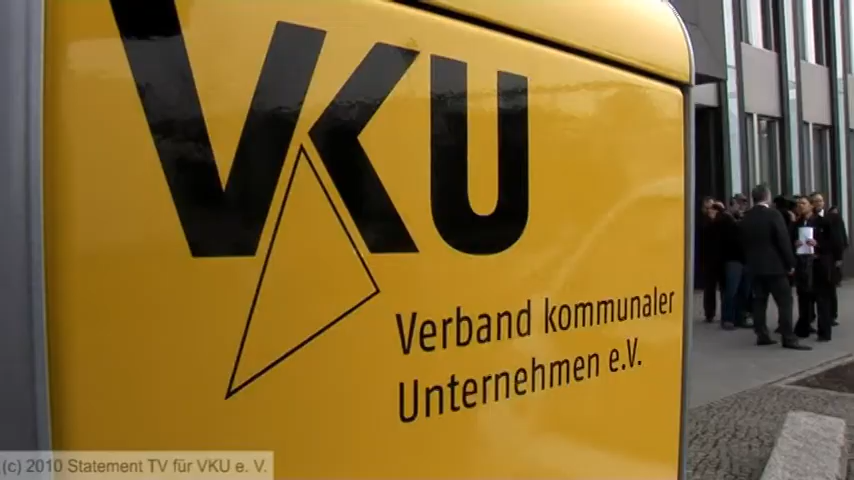 VKU
Verband kommunaler
Unternehmen e.V.
(c) 2010 Statement TV für VKU e. V.